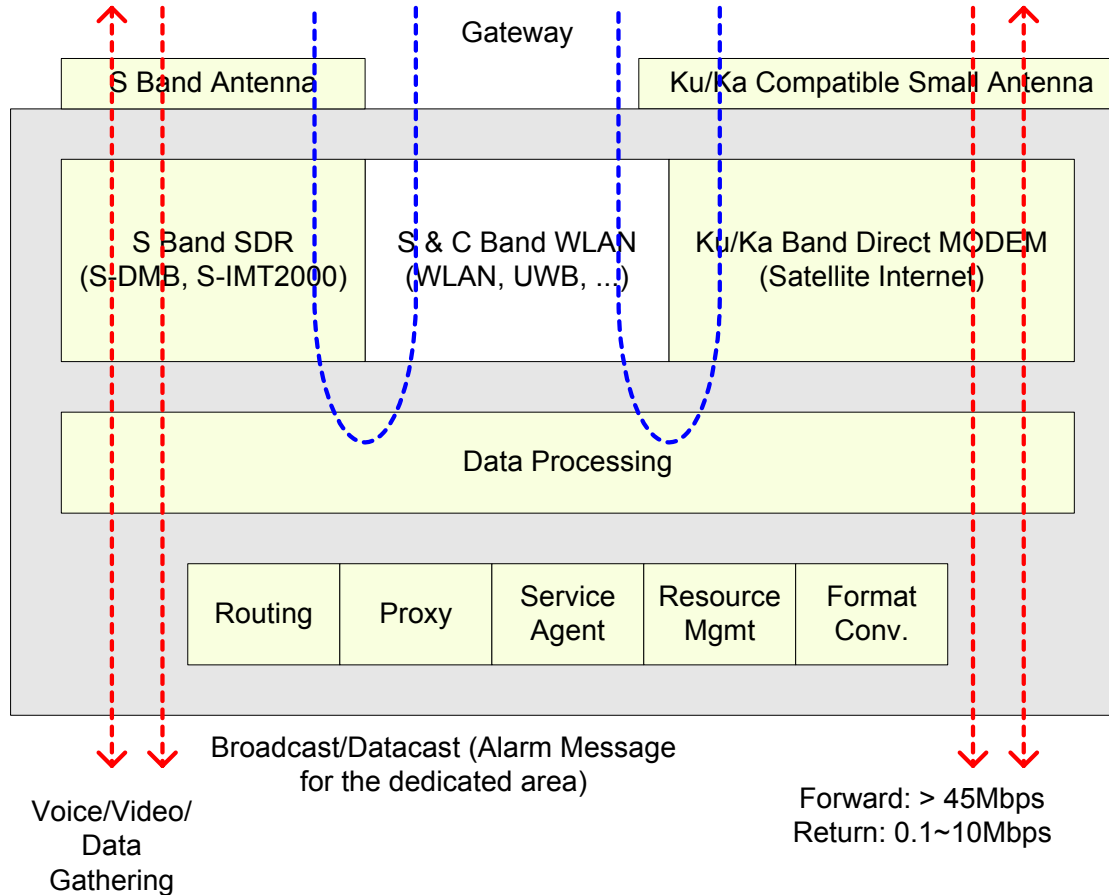 Gateway
S Band Antenna
Ku/Ka Compatible Small Antenna
S Band SDR
(S-DMB, S-IMT2000)
S & C Band WLAN
(WLAN, UWB, ...)
Ku/Ka Band Direct MODEM
(Satellite Internet)
Data Processing
Routing
Proxy
Service
Agent
Resource
Mgmt
Format
Conv.
Broadcast/Datacast (Alarm Message
for the dedicated area)
Voice/Video/
Data
Gathering
Forward: > 45Mbps
Return: 0.1~10Mbps